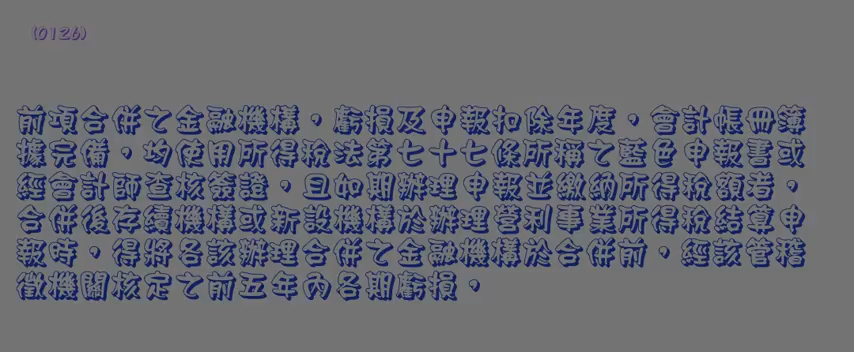 (0126)
前項合併之金融機構，虧損及申報扣除年度，會計帳冊簿
據完備，均使用所得稅法第七十七條所稱之藍色申報書或
經會計師查核簽證，且如期辦理申報並繳納所得稅額者，
合併後存續機構或新設機構於辦理營利事業所得稅結算申
報時，得將各該辦理合併之金融機構於合併前，經該管稽
徵機關核定之前五年內各期虧損，